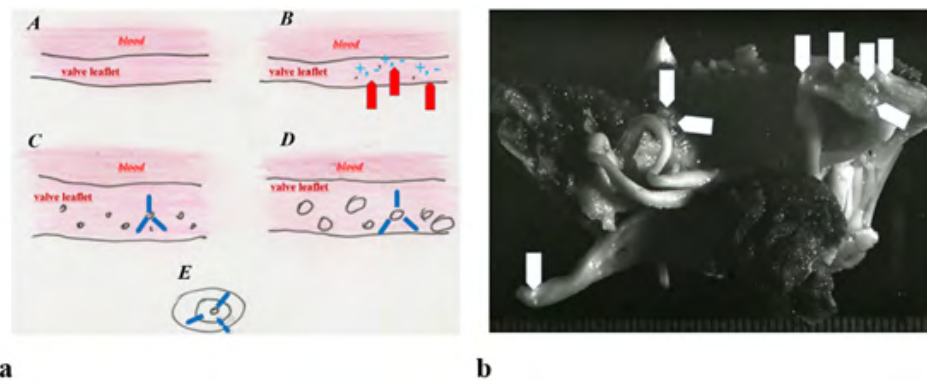 A
blood
valve leaflet
B
blood
valve leaflet
C
blood
valve leaflet
D
blood
valve leaflet
E
a
b